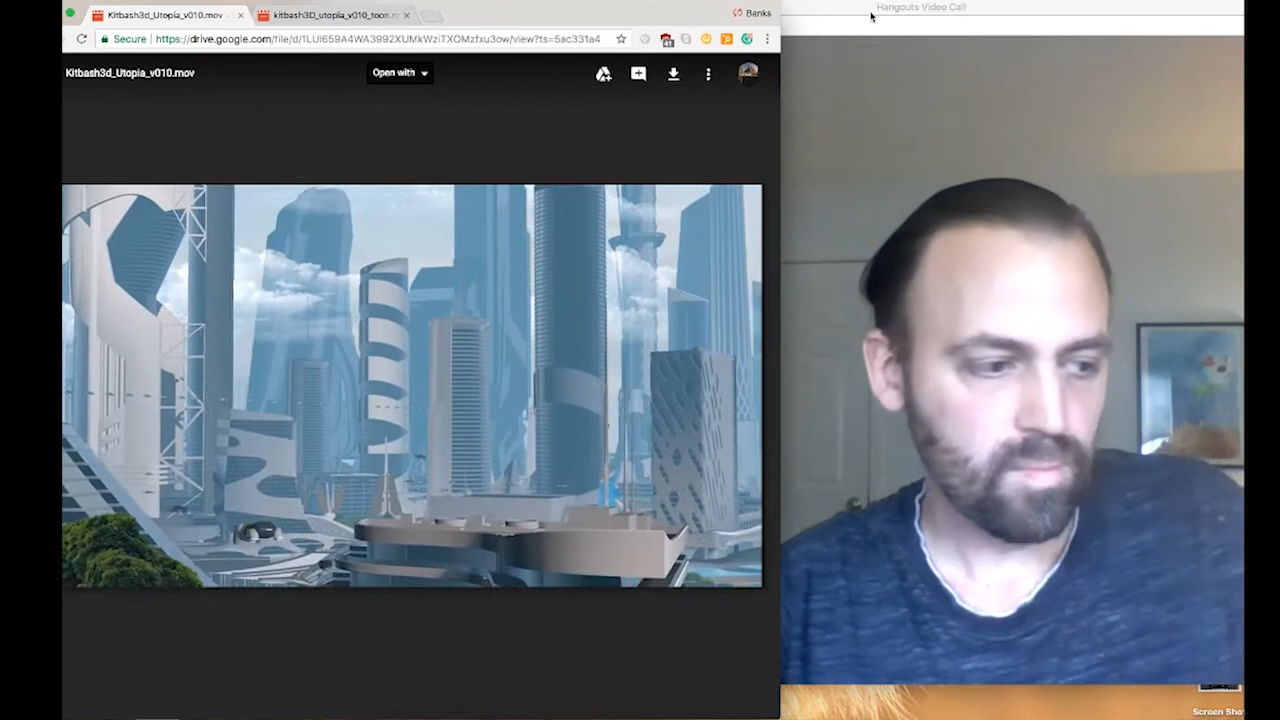 Kitbash3d_Utopia_v010.mov
kitbash3D_utopia_v010_toon.m
Banks
Hangouts Video Call
Secure https://drive.google.com/file/d/1LUl659A4WA3992XUMkWziTXOMzfxu3ow/view?ts=5ac331a4
Kitbash3d_Utopia_v010.mov
Open with
Screen Sho